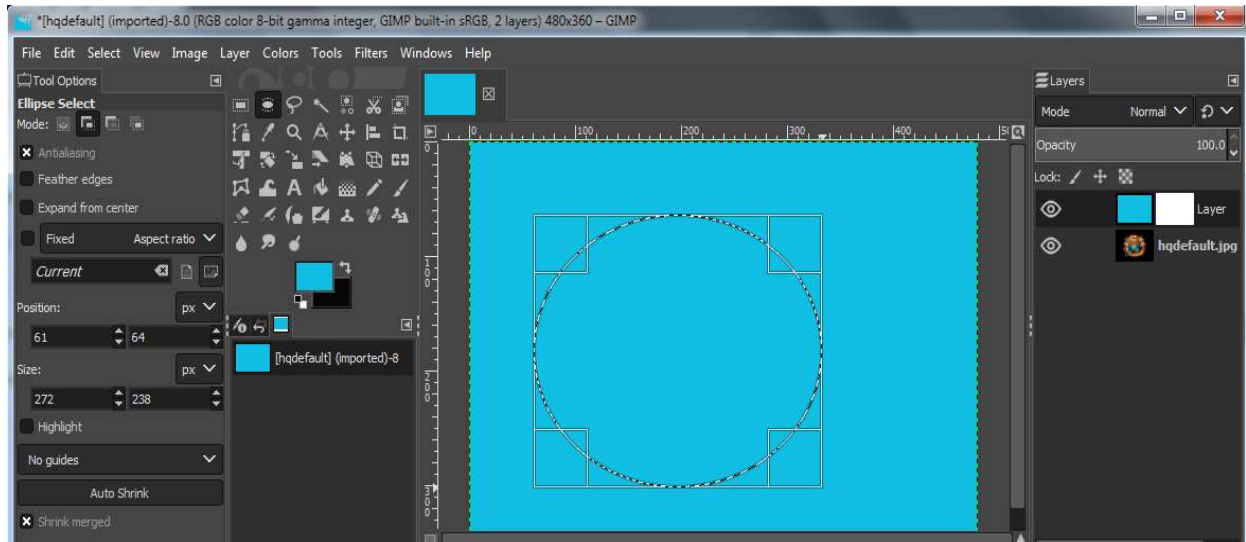 *[hqdefault] (imported)-8.0 (RGB color 8-bit gamma integer, GIMP built-in sRGB, 2 layers) 480x360 – GIMP
File Edit Select View Image Layer Colors Tools Filters Windows Help
Tool Options
Ellipse Select
Mode:
Antialiasing
Feather edges
Expand from center
Fixed Aspect ratio
Current
Position: px
61 64
Size: px
272 238
Highlight
No guides
Auto Shrink
Shrink merged
[hqdefault] (imported)-8
0 100 200 300 400
0
100
200
300
Layers
Mode Normal
Opacity 100.0
Lock:
Layer
hqdefault.jpg